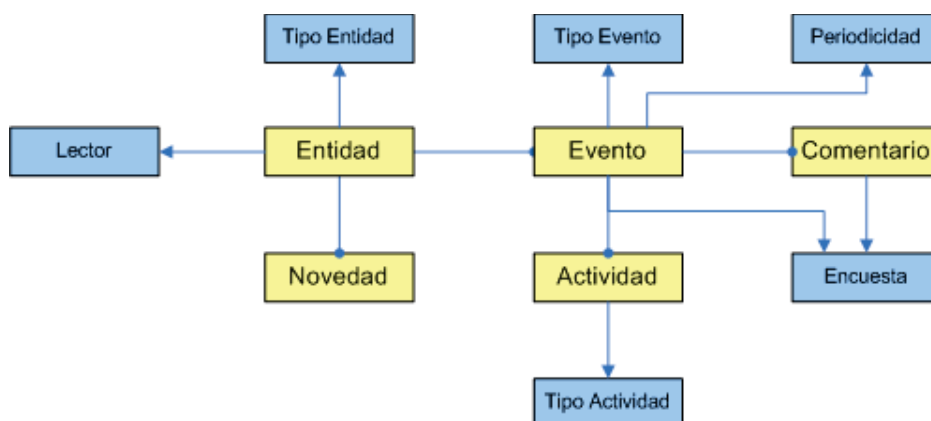 Tipo Entidad
Tipo Evento
Periodicidad
Lector
Entidad
Evento
Comentario
Novedad
Actividad
Encuesta
Tipo Actividad